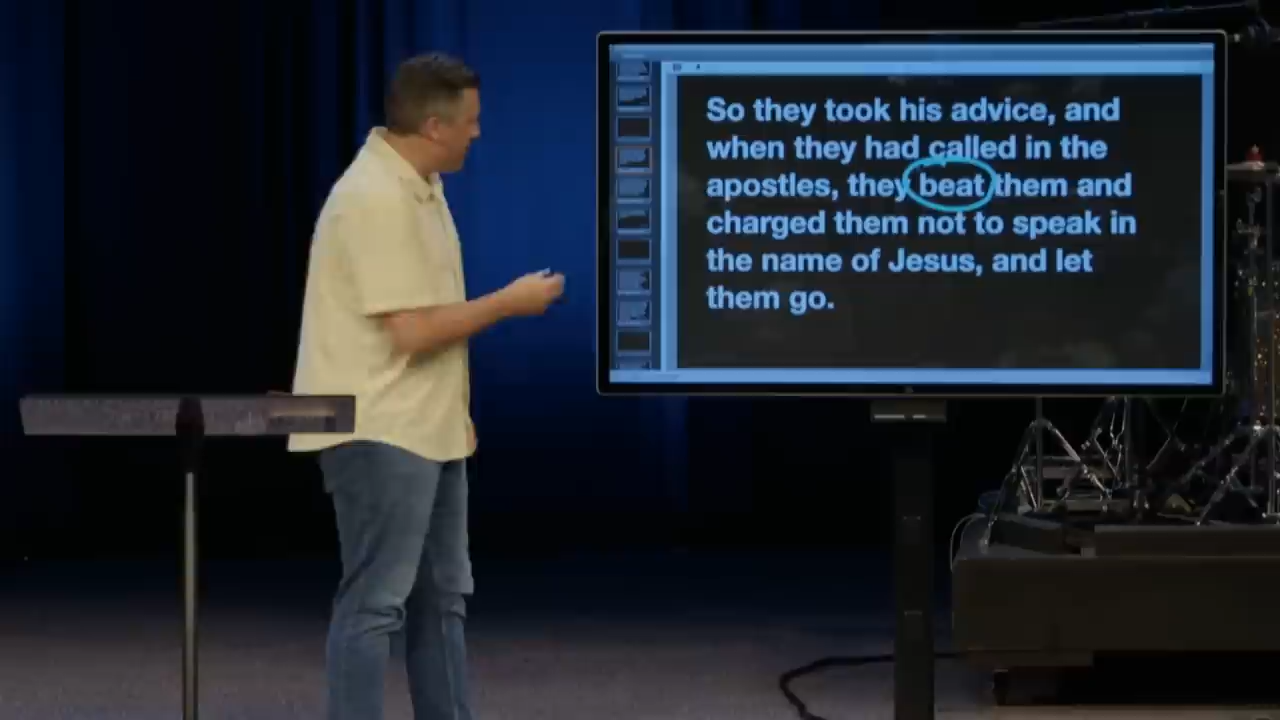 So they took his advice, and
when they had called in the
apostles, they beat them and
charged them not to speak in
the name of Jesus, and let
them go.